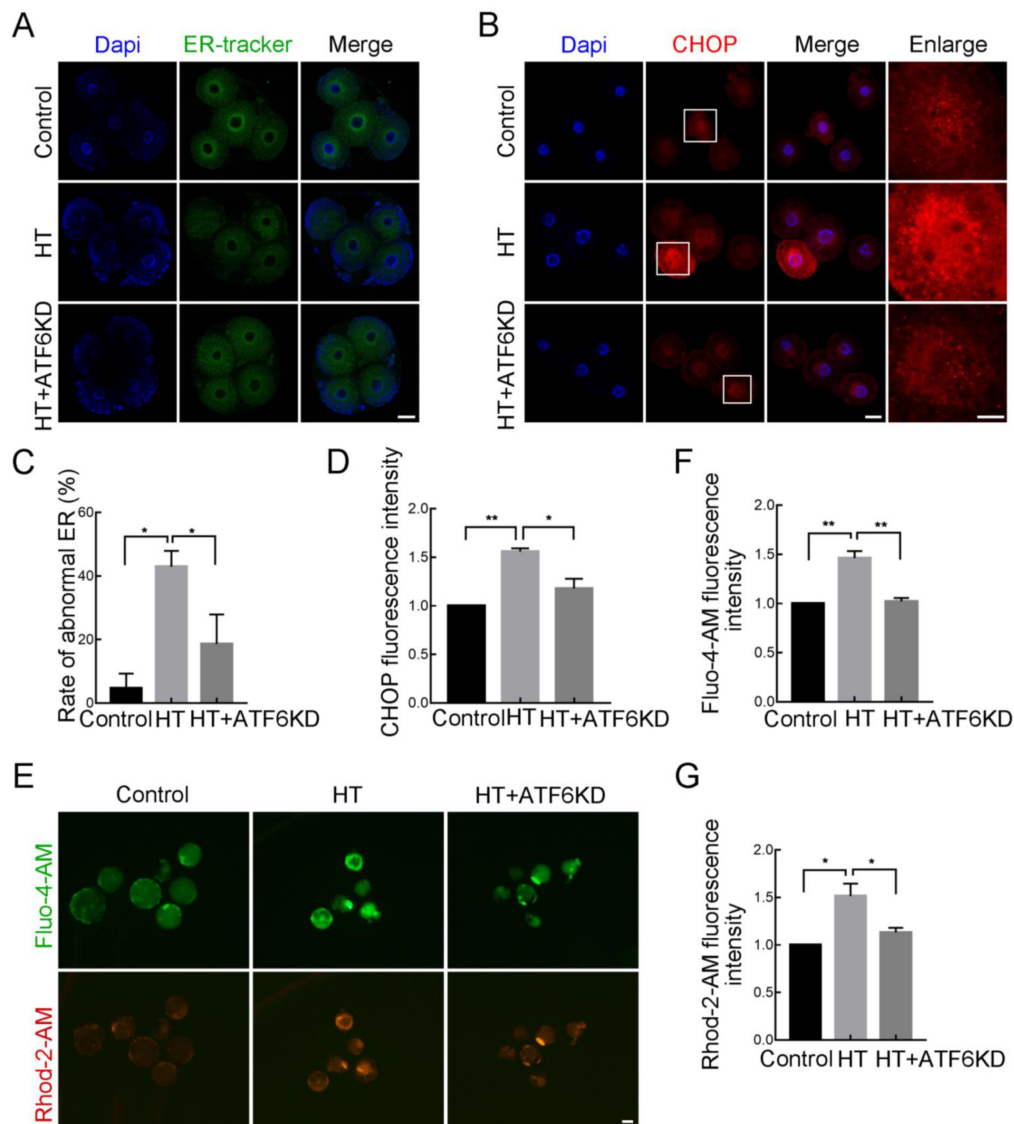 A
Dapi ER-tracker Merge
Control
HT
HT+ATF6KD
B
Dapi CHOP Merge Enlarge
Control
HT
HT+ATF6KD
C
Rate of abnormal ER (%)
60
40
20
0
* *
Control HT HT+ATF6KD
D
CHOP fluorescence intensity
2.0
1.5
1.0
0.5
0.0
** *
Control HT HT+ATF6KD
F
Fluo-4-AM fluorescence
intensity
2.0
1.5
1.0
0.5
0.0
** **
Control HT HT+ATF6KD
E
Control HT HT+ATF6KD
Fluo-4-AM
Rhod-2-AM
G
Rhod-2-AM fluorescence
intensity
2.0
1.5
1.0
0.5
0.0
* *
Control HT HT+ATF6KD